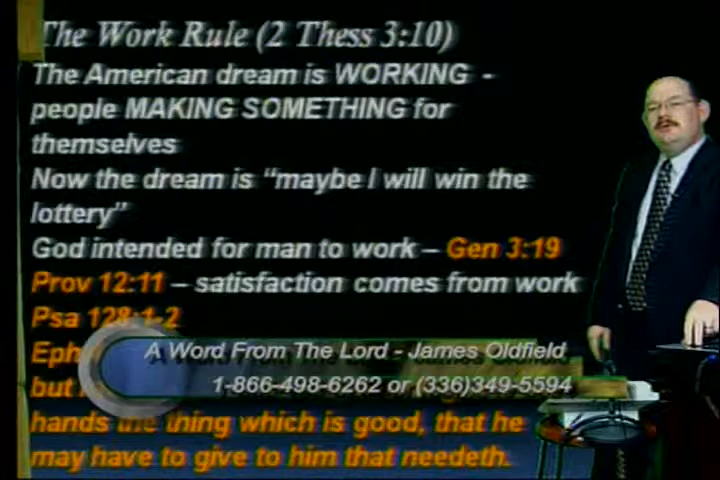 The Work Rule (2 Thess 3:10)
The American dream is WORKING -
people MAKING SOMETHING for
themselves
Now the dream is “maybe I will win the
lottery”
God intended for man to work – Gen 3:19
Prov 12:11 – satisfaction comes from work
Psa 128:1-2
Eph
A Word From The Lord - James Oldfield
but
1-866-498-6262 or (336)349-5594
hands the thing which is good, that he
may have to give to him that needeth.